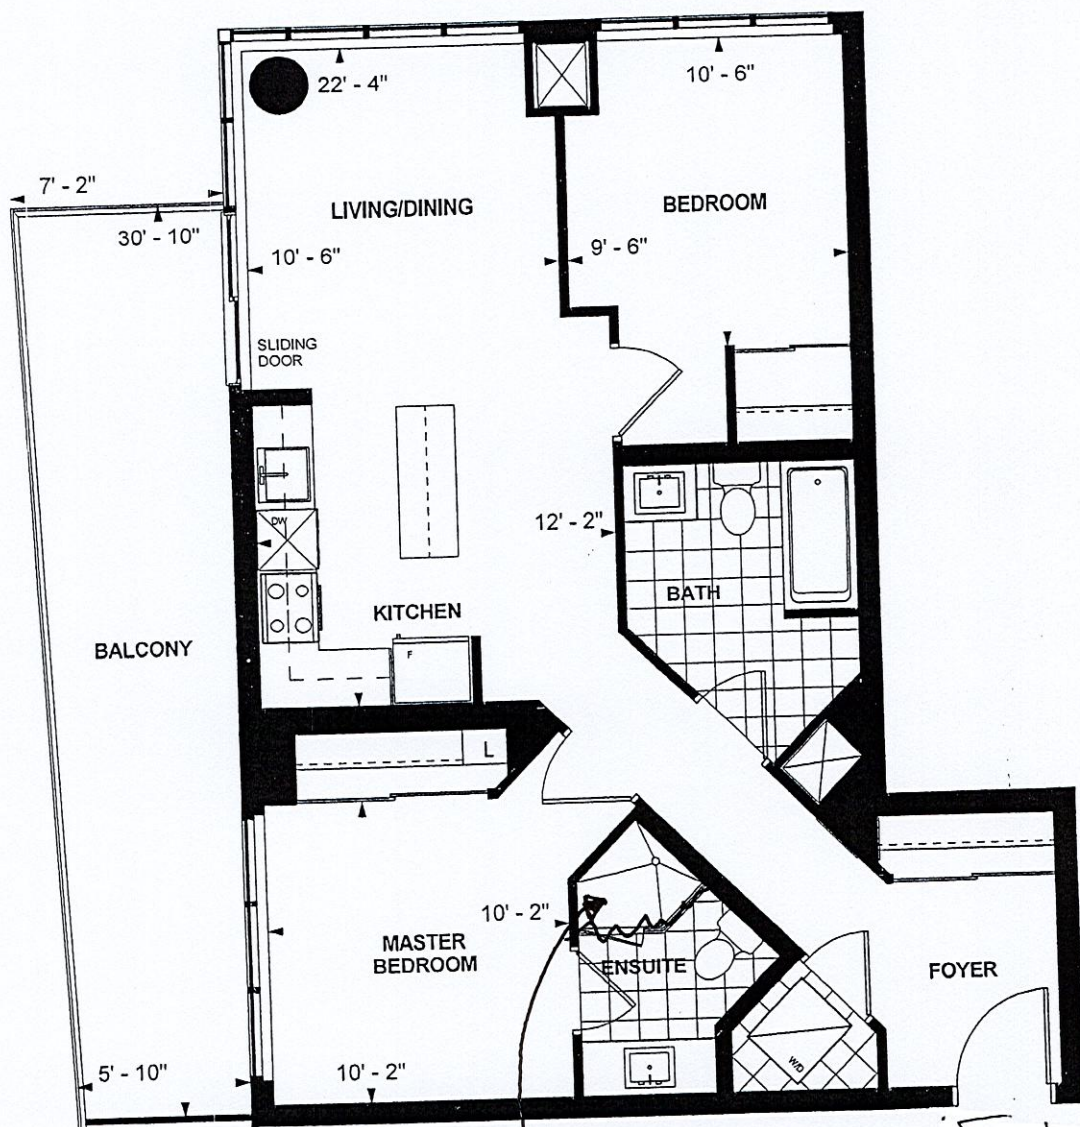 22' - 4"
10' - 6"
7' - 2"
LIVING/DINING
BEDROOM
30' - 10"
10' - 6"
9' - 6"
SLIDING
DOOR
DW
12' - 2"
BATH
KITCHEN
BALCONY
F
L
10' - 2"
MASTER
BEDROOM
ENSUITE
FOYER
W/D
5' - 10"
10' - 2"